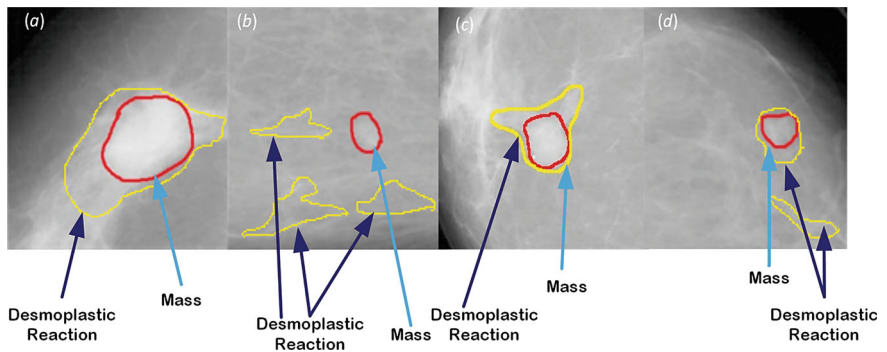 (a)
(b)
(c)
(d)
Desmoplastic
Reaction
Mass
Desmoplastic
Reaction
Mass
Desmoplastic
Reaction
Mass
Mass
Desmoplastic
Reaction